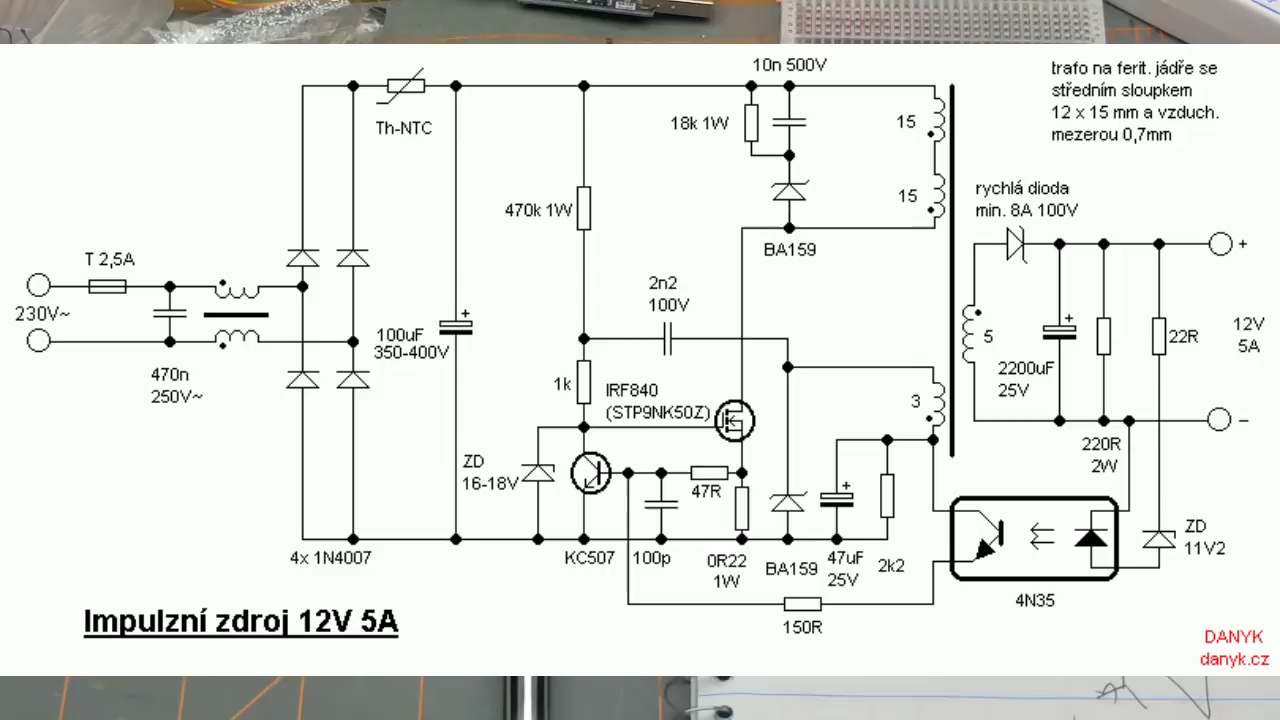 10n 500V
trafo na ferit. jádře se
středním sloupkem
12 x 15 mm a vzduch.
mezerou 0,7mm
Th-NTC
18k 1W
15
15
470k 1W
rychlá dioda
min. 8A 100V
BA159
T 2,5A
230V~
470n
250V~
100uF
350-400V
+
2n2
100V
1k
IRF840
(STP9NK50Z)
3
5
+
2200uF
25V
22R
220R
2W
+
12V
5A
−
ZD
16-18V
47R
+
4x 1N4007
KC507
100p
0R22
1W
BA159
47uF
25V
2k2
ZD
11V2
4N35
150R
Impulzní zdroj 12V 5A
DANYK
danyk.cz